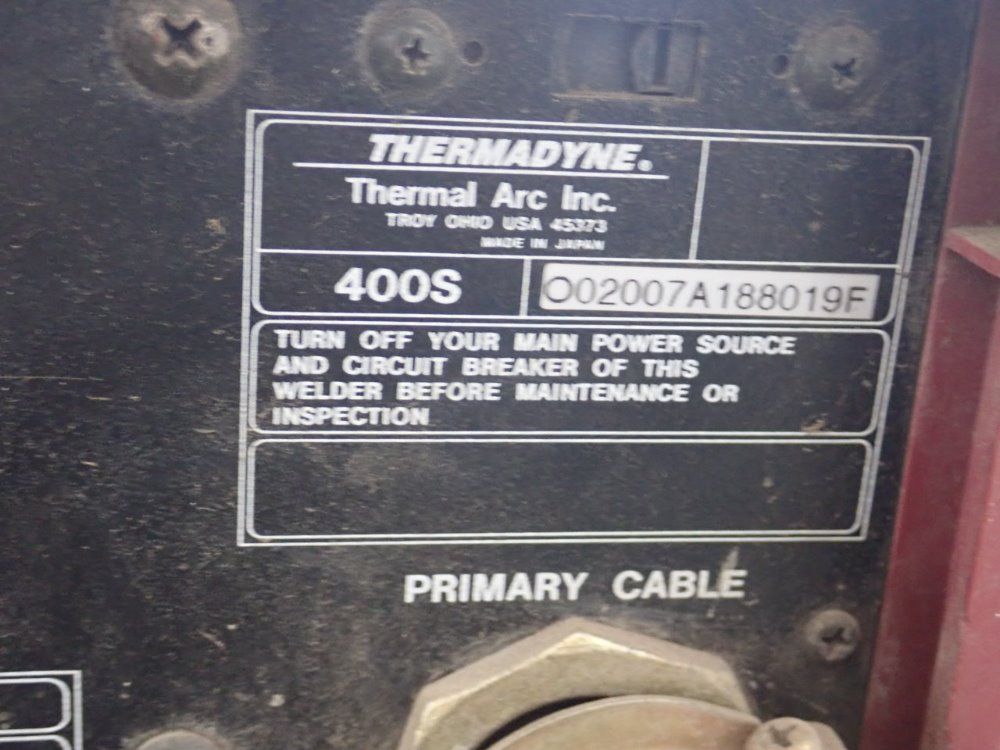 THERMADYNE®
Thermal Arc Inc.
TROY OHIO USA 45373
MADE IN JAPAN
400S
O02007A188019F
TURN OFF YOUR MAIN POWER SOURCE
AND CIRCUIT BREAKER OF THIS
WELDER BEFORE MAINTENANCE OR
INSPECTION
PRIMARY CABLE